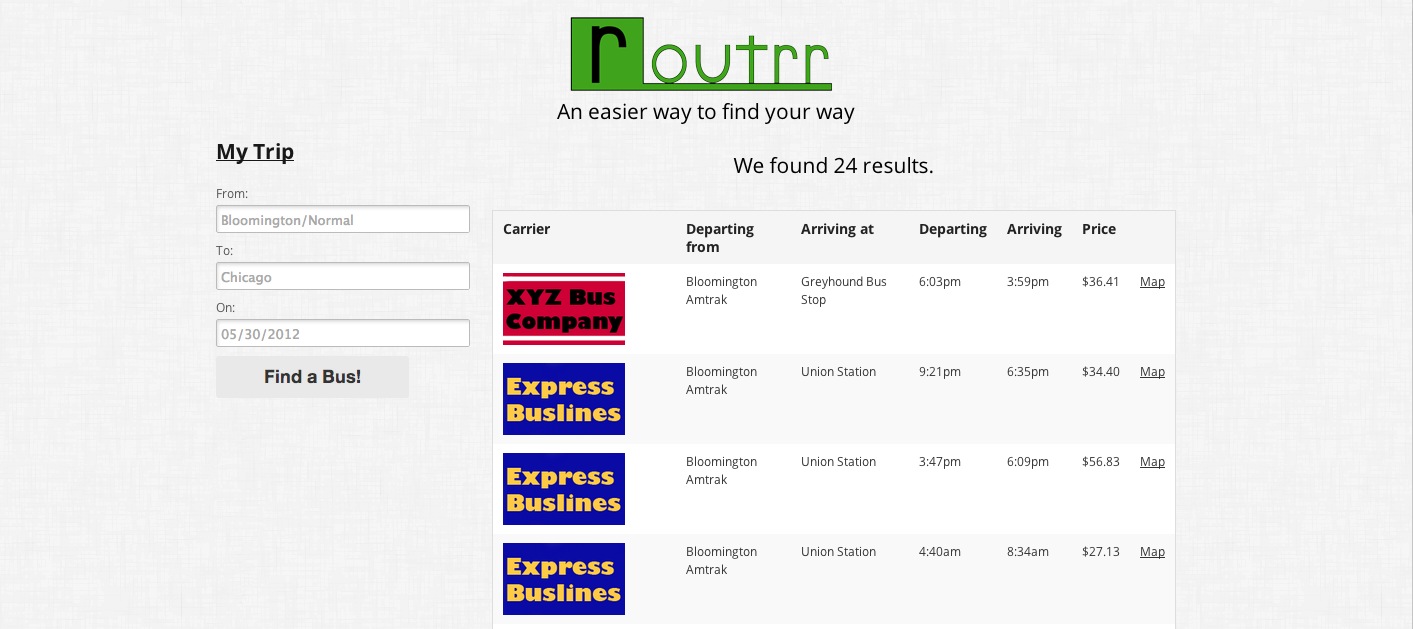 routrr
An easier way to find your way
My Trip
From:
Bloomington/Normal
To:
Chicago
On:
05/30/2012
Find a Bus!
We found 24 results.
Carrier Departing from Arriving at Departing Arriving Price
XYZ Bus
Company
Bloomington Amtrak Greyhound Bus Stop 6:03pm 3:59pm $36.41 Map
Express
Buslines
Bloomington Amtrak Union Station 9:21pm 6:35pm $34.40 Map
Express
Buslines
Bloomington Amtrak Union Station 3:47pm 6:09pm $56.83 Map
Express
Buslines
Bloomington Amtrak Union Station 4:40am 8:34am $27.13 Map